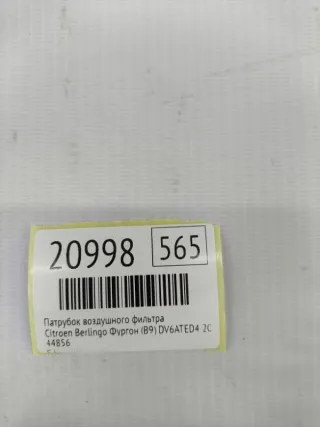 20998 565
Патрубок воздушного фильтра
Citroen Berlingo Фургон (B9) DV6ATED4 2C
44856